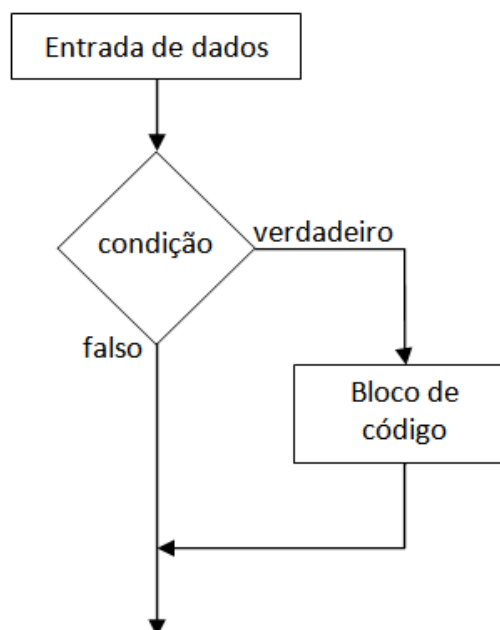 Entrada de dados
condição
verdadeiro
falso
Bloco de
código